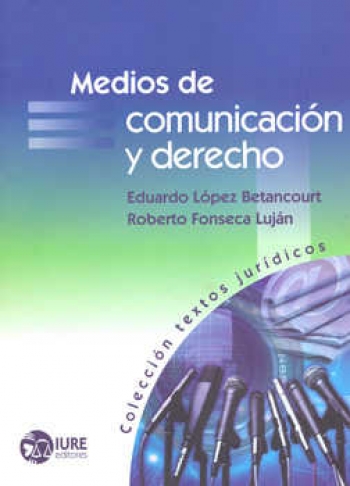 Medios de
comunicación
y derecho
Eduardo López Betancourt
Roberto Fonseca Luján
Colección textos jurídicos
IURE
editores